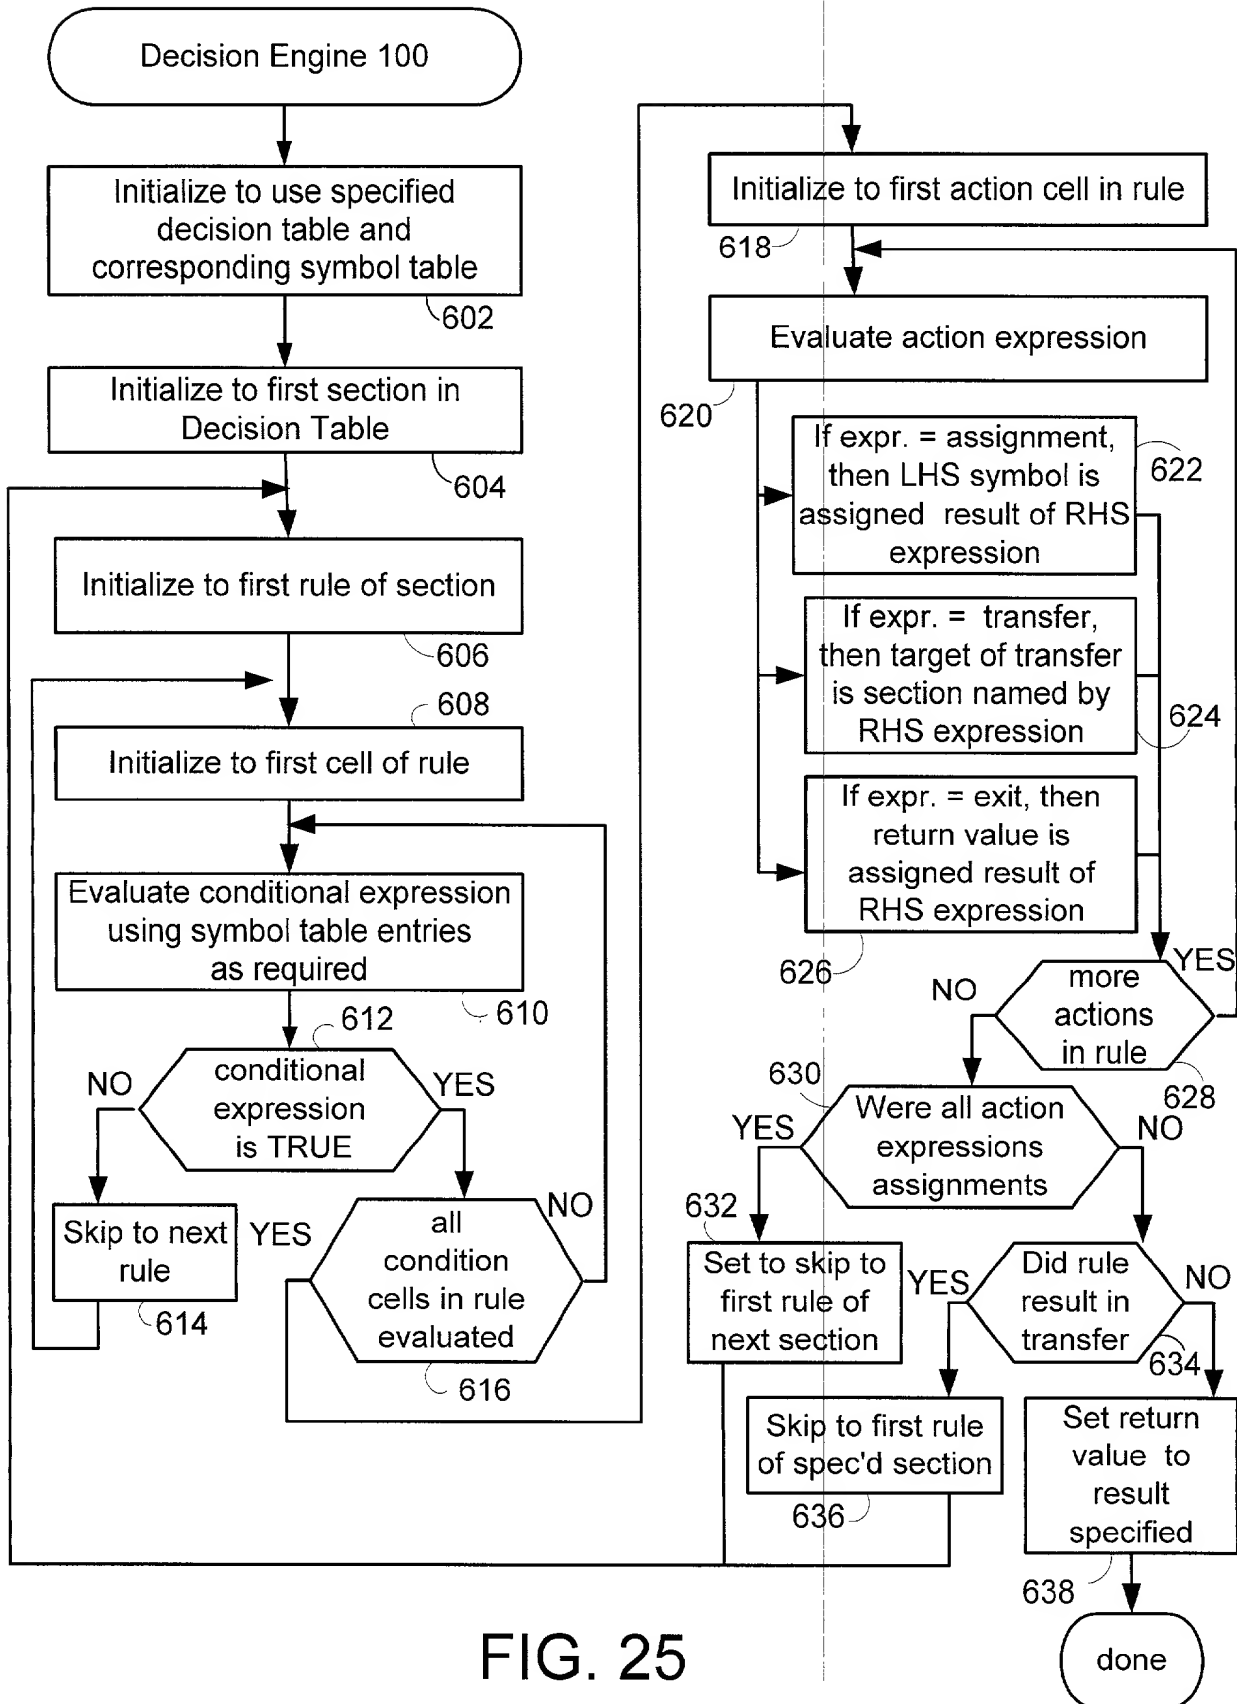 Decision Engine 100
Initialize to use specified
decision table and
corresponding symbol table
602
Initialize to first section in
Decision Table
604
Initialize to first rule of section
606
608
Initialize to first cell of rule
Evaluate conditional expression
using symbol table entries
as required
610
612
conditional
expression
is TRUE
NO
YES
Skip to next
rule
614
all
condition
cells in rule
evaluated
YES
NO
616
Initialize to first action cell in rule
618
Evaluate action expression
620
If expr. = assignment,
then LHS symbol is
assigned result of RHS
expression
622
If expr. = transfer,
then target of transfer
is section named by
RHS expression
624
If expr. = exit, then
return value is
assigned result of
RHS expression
626
more
actions
in rule
YES
NO
628
630
Were all action
expressions
assignments
YES
NO
632
Set to skip to
first rule of
next section
Did rule
result in
transfer
YES
NO
634
Skip to first rule
of spec'd section
636
Set return
value to
result
specified
638
done
FIG. 25